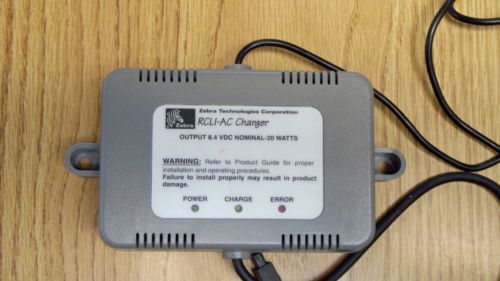 Zebra Technologies Corporation
Zebra
RCLI-AC Charger
OUTPUT 8.4 VDC NOMINAL-20 WATTS
WARNING: Refer to Product Guide for proper
installation and operating procedures.
Failure to install properly may result in product
damage.
POWER CHARGE ERROR